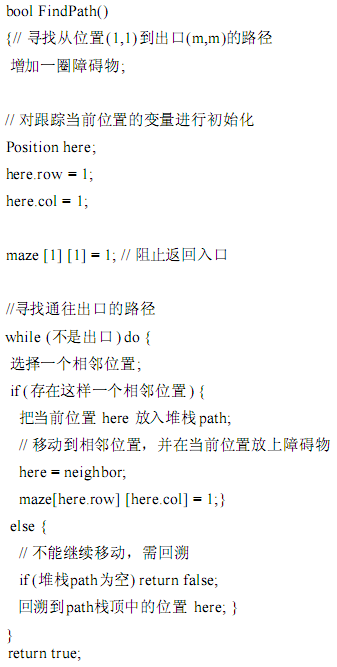 bool FindPath()
{// 寻找从位置(1,1)到出口(m,m)的路径
增加一圈障碍物;
// 对跟踪当前位置的变量进行初始化
Position here;
here.row = 1;
here.col = 1;
maze [1] [1] = 1; // 阻止返回入口
//寻找通往出口的路径
while (不是出口)do {
选择一个相邻位置;
if(存在这样一个相邻位置) {
把当前位置 here 放入堆栈path;
// 移动到相邻位置，并在当前位置放上障碍物
here = neighbor;
maze[here.row] [here.col] = 1;}
else {
// 不能继续移动，需回溯
if(堆栈path为空) return false;
回溯到path栈顶中的位置 here; }
}
return true;